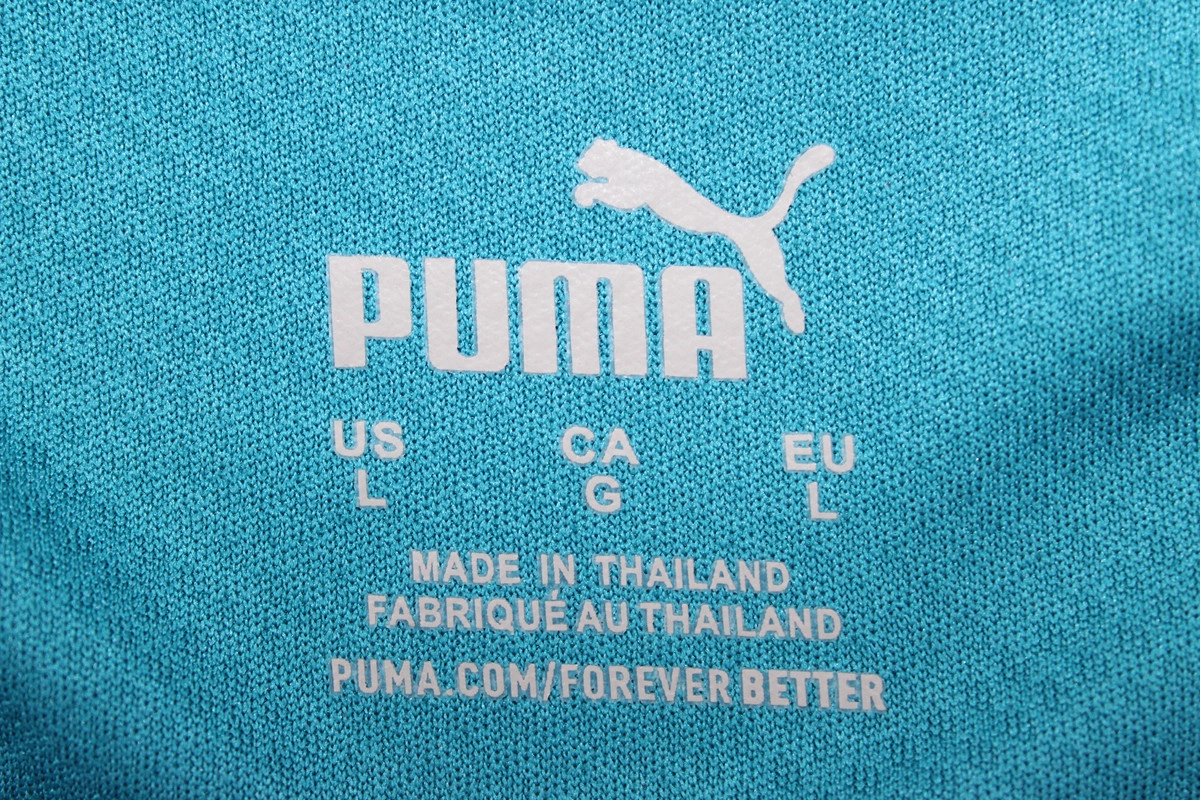 PUMA
US CA EU
L G L
MADE IN THAILAND
FABRIQUÉ AU THAILAND
PUMA.COM/FOREVER BETTER